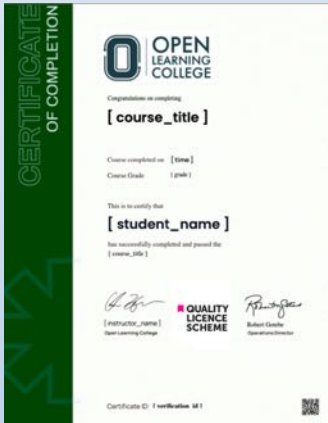 CERTIFICATE
OF COMPLETION
OPEN
LEARNING
COLLEGE
Congratulations on completing
[ course_title ]
Course completed on [ time ]
Course Grade [ grade ]
This is to certify that
[ student_name ]
has successfully completed and passed the
[ course_title ]
[ instructor_name ]
Open Learning College
QUALITY
LICENCE
SCHEME
Operations Director
Certificate ID [ verification id ]